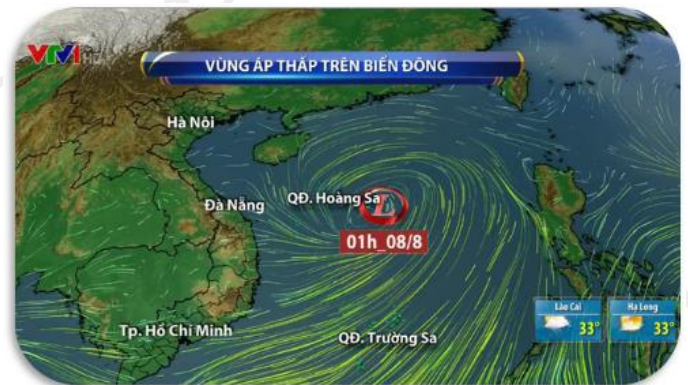 VTV1 HD
VÙNG ÁP THẤP TRÊN BIỂN ĐÔNG
Hà Nội
Đà Nẵng
QĐ. Hoàng Sa
L
01h_08/8
Lào Cai
33°
Hạ Long
33°
Tp. Hồ Chí Minh
QĐ. Trường Sa